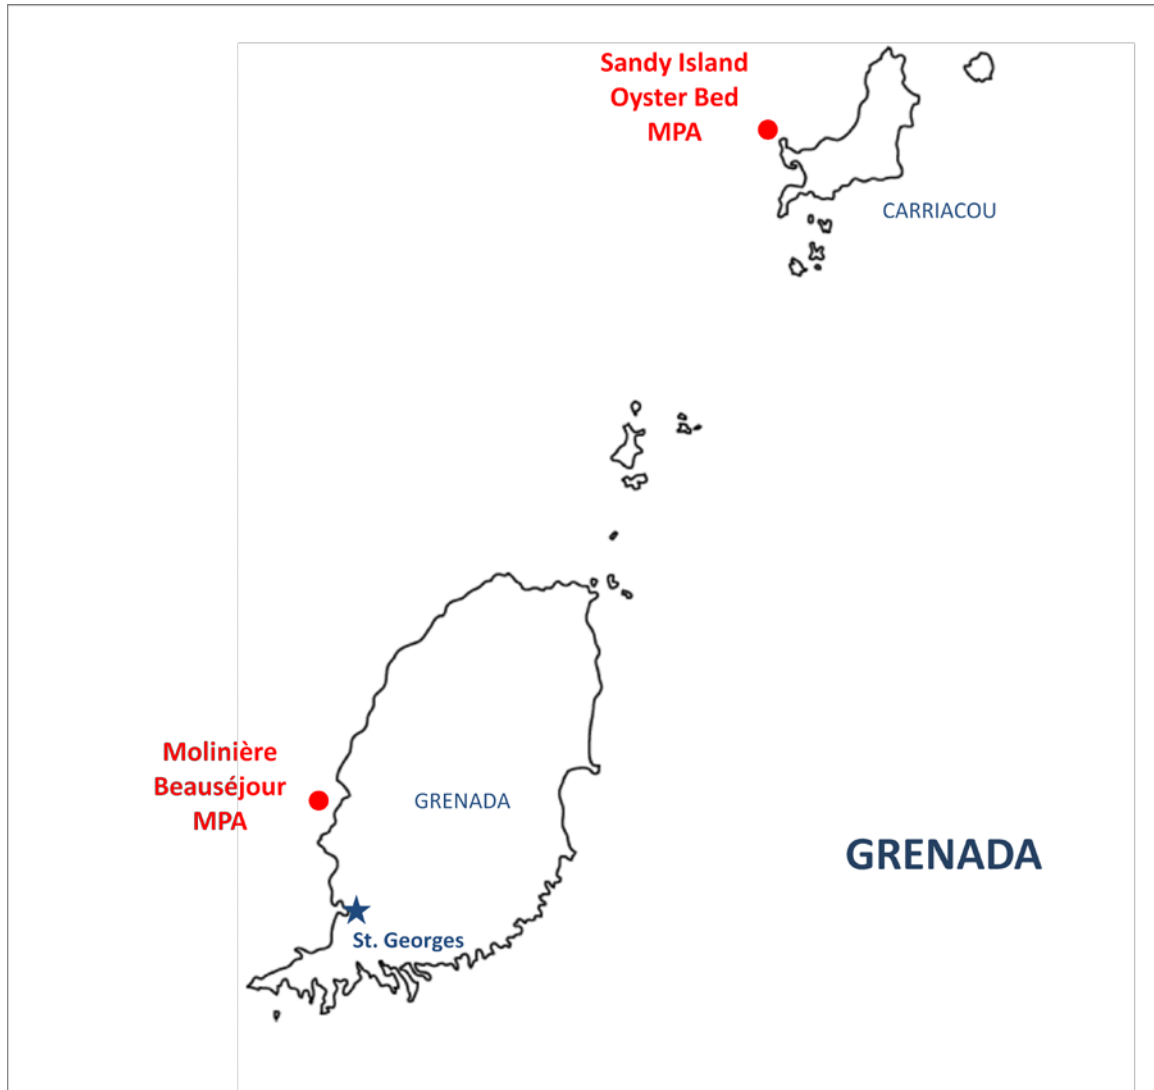 Sandy Island
Oyster Bed
MPA
CARRIACOU
Molinière
Beauséjour
MPA
GRENADA
GRENADA
St. Georges